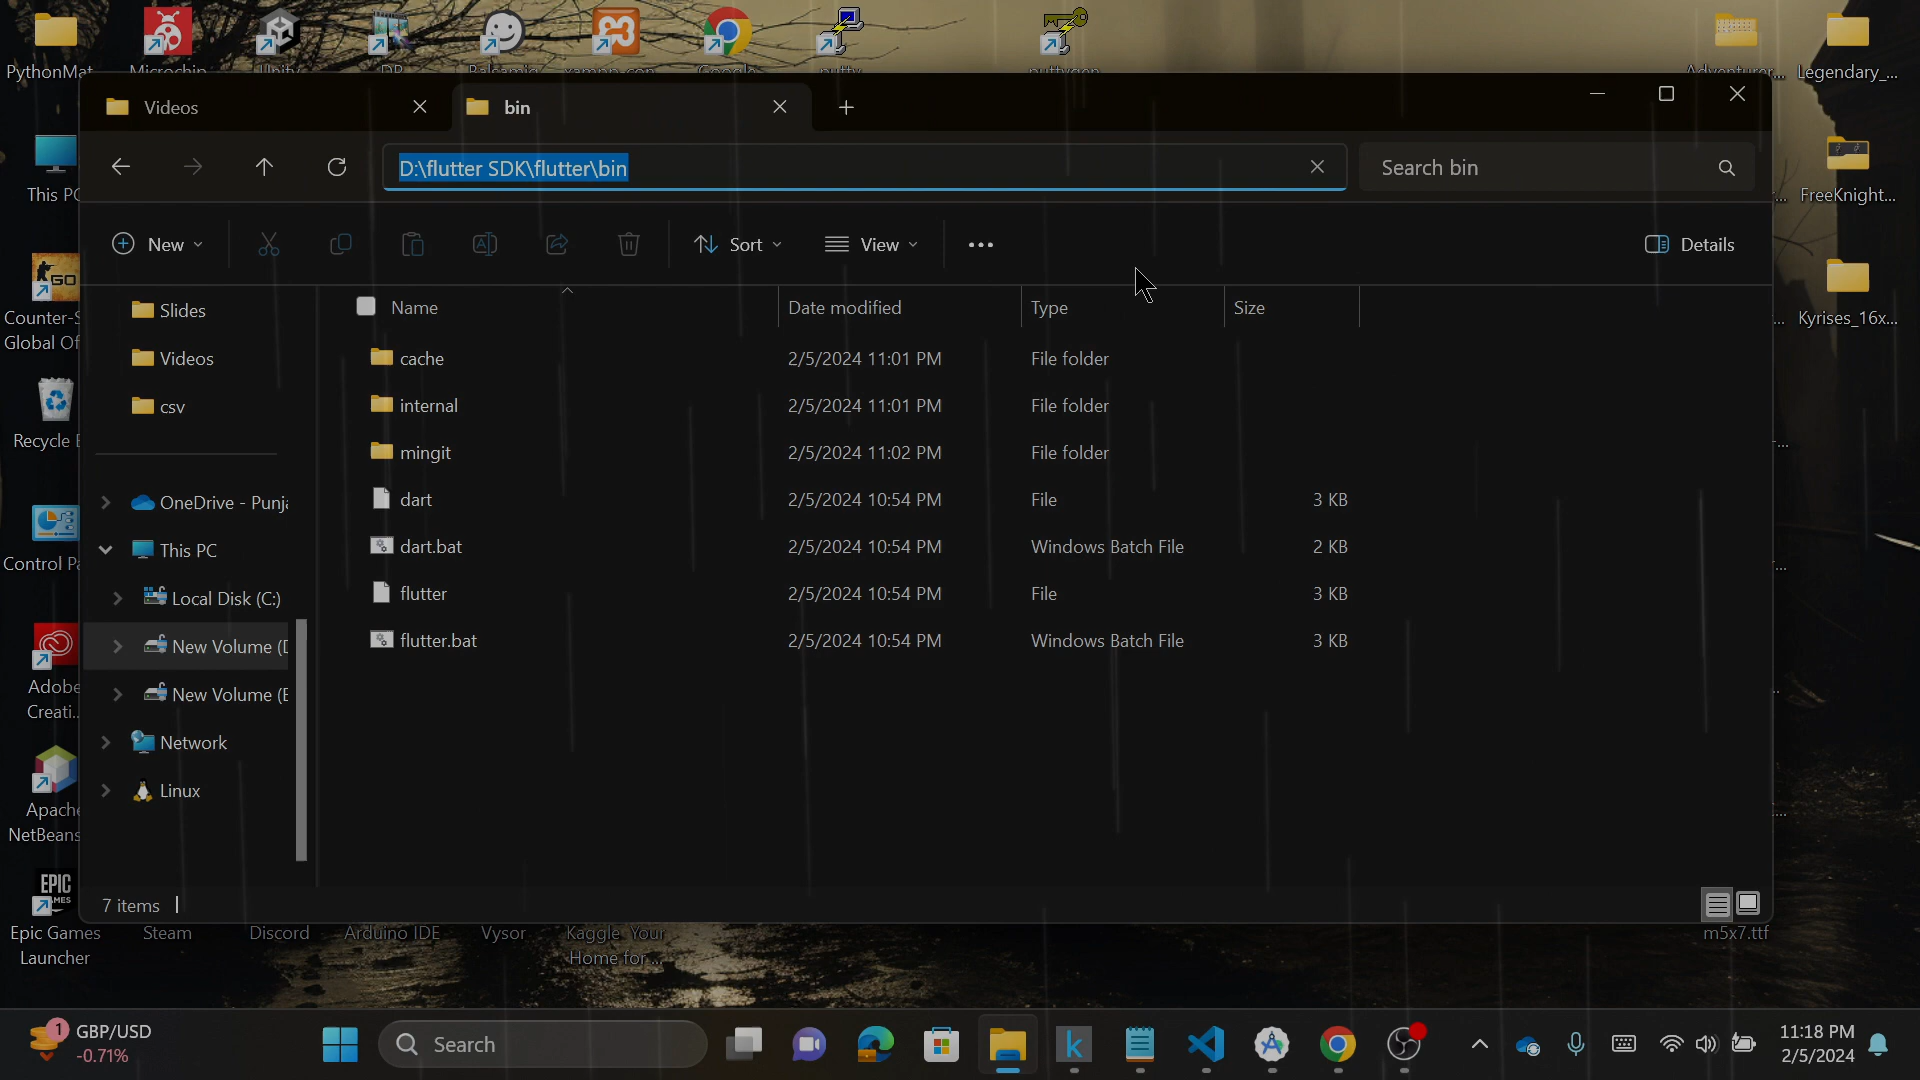 PythonMat
Microchip
Unity
Balsamiq
xampp-con...
Google
putty
puttygen
Adventurer...
Legendary_...
Videos
bin
D:\flutter SDK\flutter\bin
Search bin
This PC
FreeKnight...
New
Sort
View
Details
Counter-S
Global Of
Kyrises_16x...
Slides
Videos
csv
Name
Date modified
Type
Size
cache 2/5/2024 11:01 PM File folder
internal 2/5/2024 11:01 PM File folder
mingit 2/5/2024 11:02 PM File folder
dart 2/5/2024 10:54 PM File 3 KB
dart.bat 2/5/2024 10:54 PM Windows Batch File 2 KB
flutter 2/5/2024 10:54 PM File 3 KB
flutter.bat 2/5/2024 10:54 PM Windows Batch File 3 KB
Recycle B
OneDrive - Punja
This PC
Local Disk (C:)
New Volume (D
New Volume (E
Network
Linux
Control Pa
Adobe
Creati...
Apache
NetBeans
7 items
Epic Games
Launcher
Steam
Discord
Arduino IDE
Vysor
Kaggle Your
Home for ...
m5x7.ttf
1
GBP/USD
-0.71%
Search
11:18 PM
2/5/2024